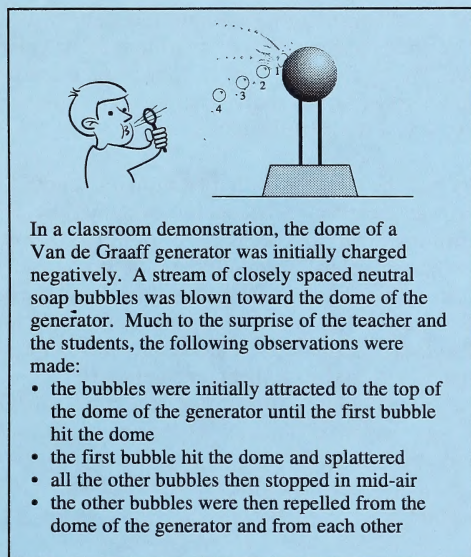 1
2
3
4
In a classroom demonstration, the dome of a
Van de Graaff generator was initially charged
negatively. A stream of closely spaced neutral
soap bubbles was blown toward the dome of the
generator. Much to the surprise of the teacher and
the students, the following observations were
made:
• the bubbles were initially attracted to the top of
the dome of the generator until the first bubble
hit the dome
• the first bubble hit the dome and splattered
• all the other bubbles then stopped in mid-air
• the other bubbles were then repelled from the
dome of the generator and from each other